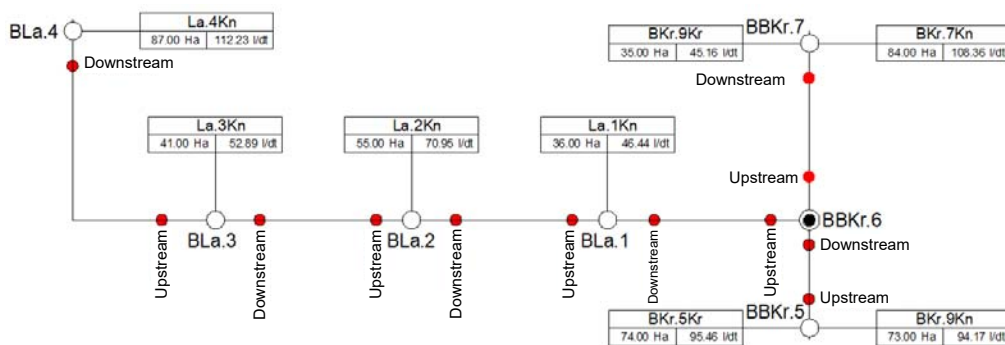 BLa.4
La.4Kn
87.00 Ha 112.23 l/dt
Downstream
BBKr.7
BKr.9Kr
35.00 Ha 45.16 l/dt
BKr.7Kn
84.00 Ha 108.36 l/dt
Downstream
La.3Kn
41.00 Ha 52.89 l/dt
La.2Kn
55.00 Ha 70.95 l/dt
La.1Kn
36.00 Ha 46.44 l/dt
Upstream
Upstream
BLa.3
Downstream
Upstream
BLa.2
Downstream
Upstream
BLa.1
Downstream
Upstream
BBKr.6
Downstream
Upstream
BBKr.5
BKr.5Kr
74.00 Ha 95.46 l/dt
BKr.9Kn
73.00 Ha 94.17 l/dt